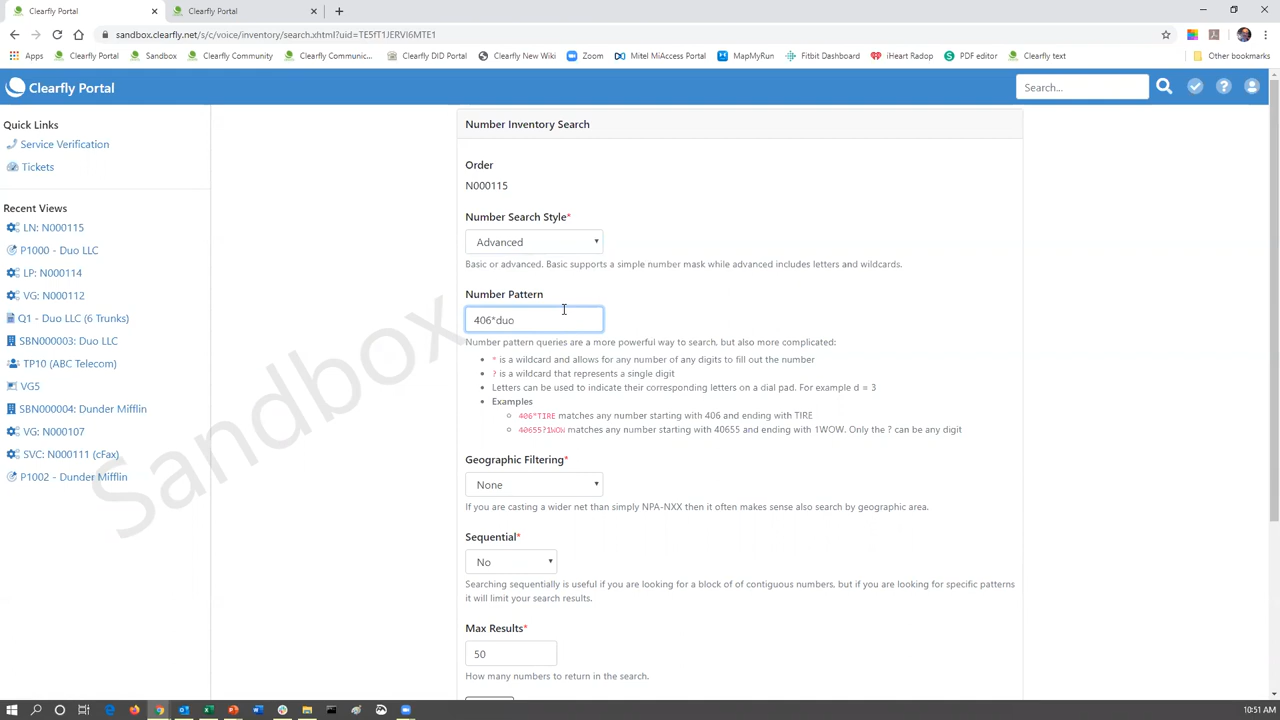 Clearfly Portal
Clearfly Portal
sandbox.clearfly.net/s/c/voice/inventory/search.xhtml?uid=TE5fT1JERVI6MTE1
Apps
Clearfly Portal
Sandbox
Clearfly Community
Clearfly Communic...
Clearfly DID Portal
Clearfly New Wiki
Zoom
Mitel MiAccess Portal
MapMyRun
Fitbit Dashboard
iHeart Radop
PDF editor
Clearfly text
Other bookmarks
Clearfly Portal
Search...
Quick Links
Service Verification
Tickets
Recent Views
LN: N000115
P1000 - Duo LLC
LP: N000114
VG: N000112
Q1 - Duo LLC (6 Trunks)
SBN000003: Duo LLC
TP10 (ABC Telecom)
VG5
SBN000004: Dunder Mifflin
VG: N000107
SVC: N000111 (cFax)
P1002 - Dunder Mifflin
Sandbox
Number Inventory Search
Order
N000115
Number Search Style*
Advanced
Basic or advanced. Basic supports a simple number mask while advanced includes letters and wildcards.
Number Pattern
406*duo
Number pattern queries are a more powerful way to search, but also more complicated:
* is a wildcard and allows for any number of any digits to fill out the number
? is a wildcard that represents a single digit
Letters can be used to indicate their corresponding letters on a dial pad. For example d = 3
Examples
406*TIRE matches any number starting with 406 and ending with TIRE
40655?1WOW matches any number starting with 40655 and ending with 1WOW. Only the ? can be any digit
Geographic Filtering*
None
If you are casting a wider net than simply NPA-NXX then it often makes sense also search by geographic area.
Sequential*
No
Searching sequentially is useful if you are looking for a block of of contiguous numbers, but if you are looking for specific patterns
it will limit your search results.
Max Results*
50
How many numbers to return in the search.
10:51 AM